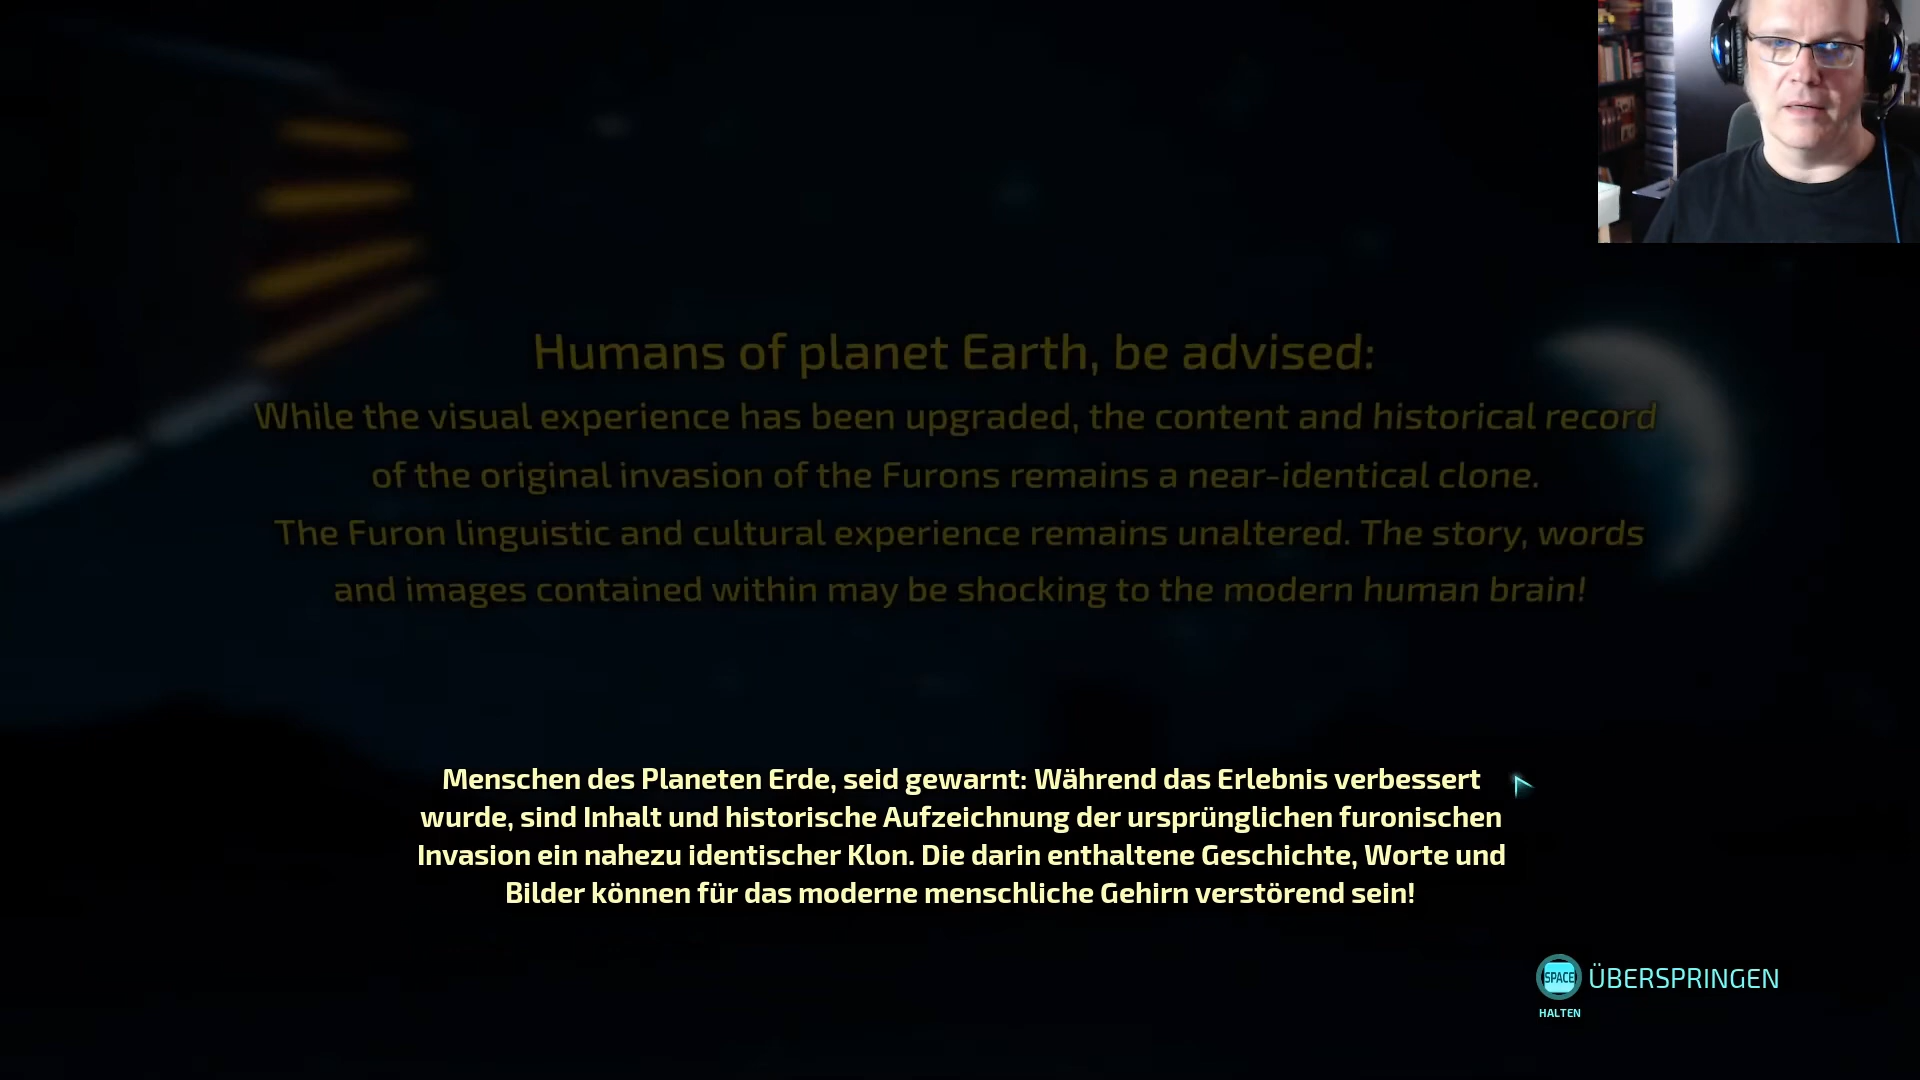 Humans of planet Earth, be advised:
While the visual experience has been upgraded, the content and historical record
of the original invasion of the Furons remains a near-identical clone.
The Furon linguistic and cultural experience remains unaltered. The story, words
and images contained within may be shocking to the modern human brain!
Menschen des Planeten Erde, seid gewarnt: Während das Erlebnis verbessert
wurde, sind Inhalt und historische Aufzeichnung der ursprünglichen furonischen
Invasion ein nahezu identischer Klon. Die darin enthaltene Geschichte, Worte und
Bilder können für das moderne menschliche Gehirn verstörend sein!
SPACE ÜBERSPRINGEN
HALTEN